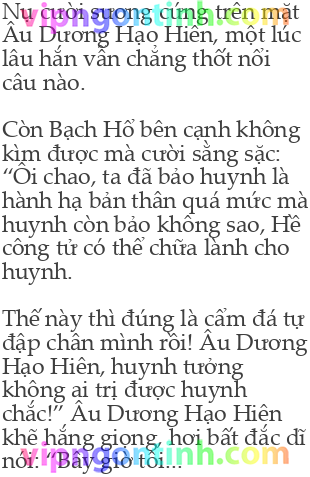 Nụ cười sượng cứng trên mặt
Âu Dương Hạo Hiên, một lúc
lâu hắn vẫn chẳng thốt nổi
câu nào.
Còn Bạch Hổ bên cạnh không
kìm được mà cười sằng sặc:
“Ôi chao, ta đã bảo huynh là
hành hạ bản thân quá mức mà
huynh còn bảo không sao, Hề
công tử có thể chữa lành cho
huynh.
Thế này thì đúng là cầm đá tự
đập chân mình rồi! Âu Dương
Hạo Hiên, huynh tưởng
không ai trị được huynh
chắc!” Âu Dương Hạo Hiên
khẽ hắng giọng, hơi bất đắc dĩ
nói: “Bây giờ tôi...
vipngontinh.com
vipngontinh.com